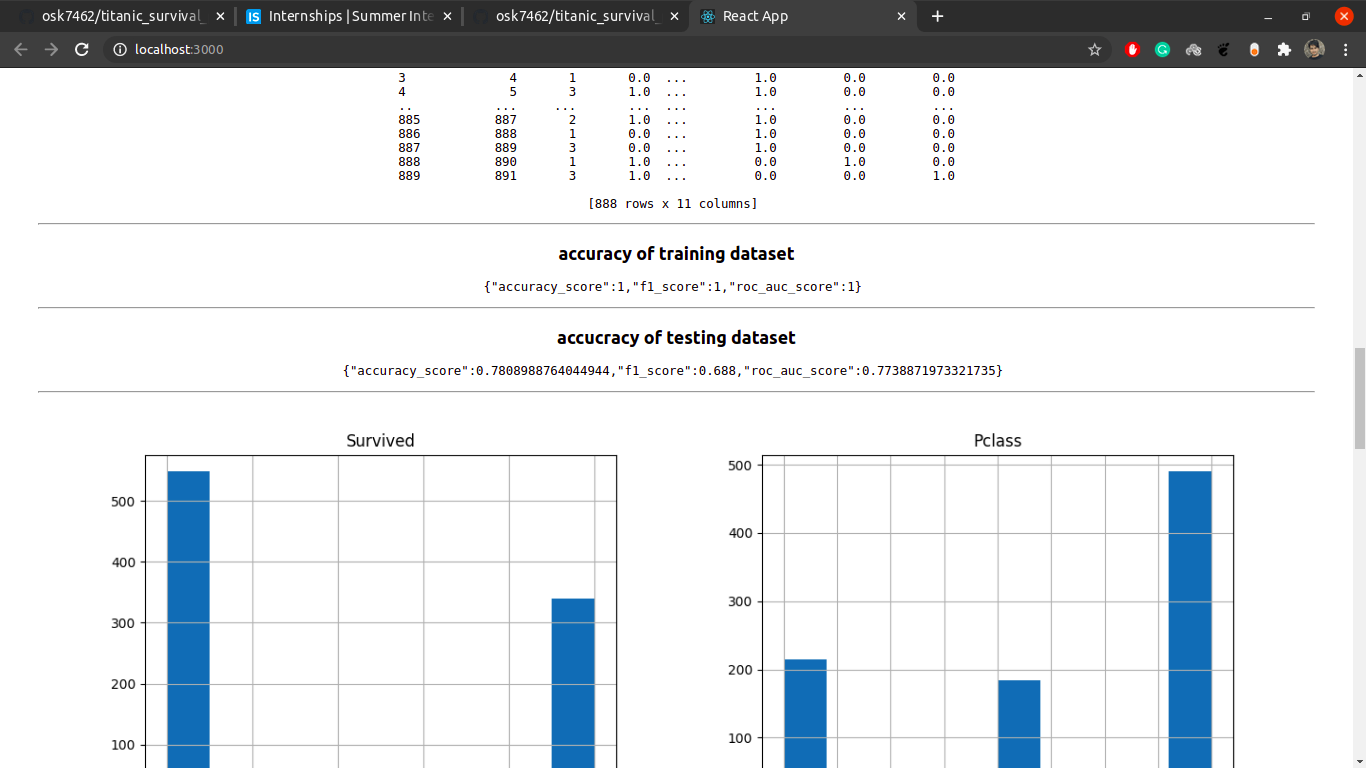 osk7462/titanic_survival_
Internships | Summer Inte
osk7462/titanic_survival_
React App
localhost:3000
3 4 1 0.0 ... 1.0 0.0 0.0
4 5 3 1.0 ... 1.0 0.0 0.0
.. ... ... ... ... ... ... ...
885 887 2 1.0 ... 1.0 0.0 0.0
886 888 1 0.0 ... 1.0 0.0 0.0
887 889 3 0.0 ... 1.0 0.0 0.0
888 890 1 1.0 ... 0.0 1.0 0.0
889 891 3 1.0 ... 0.0 0.0 1.0
[888 rows x 11 columns]
accuracy of training dataset
{"accuracy_score":1,"f1_score":1,"roc_auc_score":1}
accucracy of testing dataset
{"accuracy_score":0.7808988764044944,"f1_score":0.688,"roc_auc_score":0.7738871973321735}
Survived
500
400
300
200
100
Pclass
500
400
300
200
100